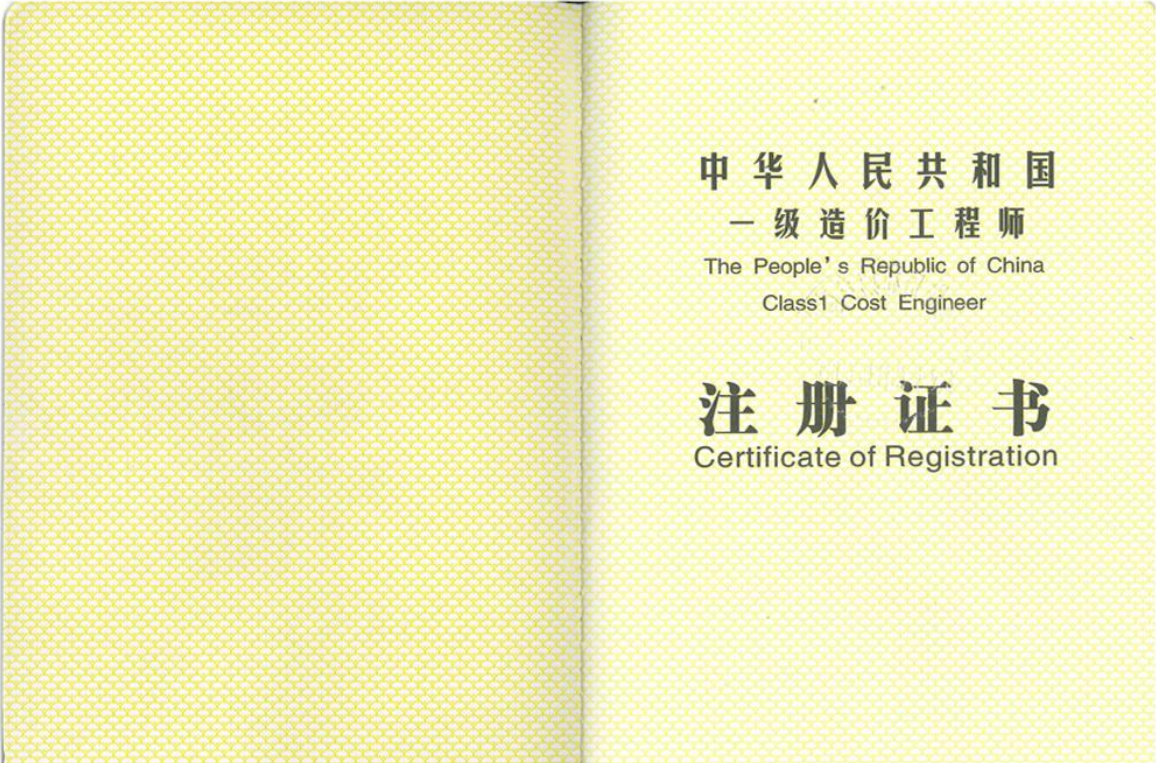 中华人民共和国
一级造价工程师
The People's Republic of China
Class1 Cost Engineer
注册证书
Certificate of Registration